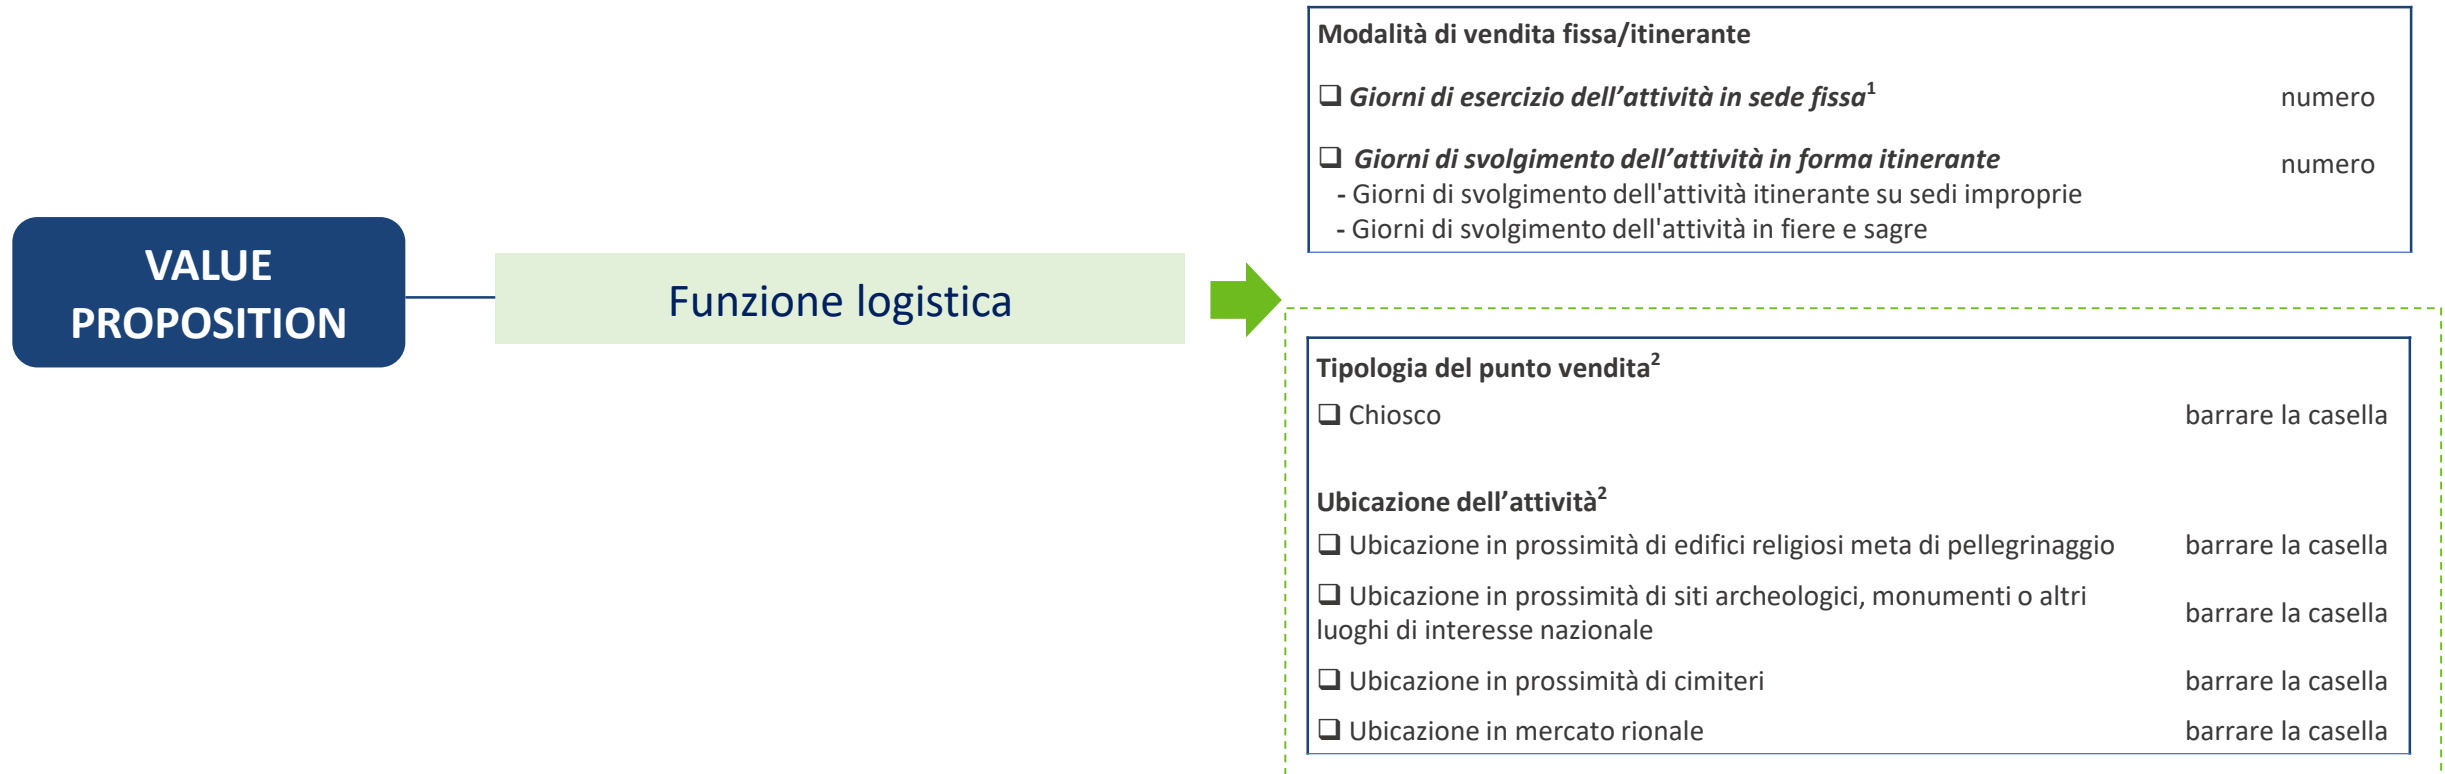 VALUE
PROPOSITION
Funzione logistica
Modalità di vendita fissa/itinerante
❑ Giorni di esercizio dell’attività in sede fissa¹ numero
❑ Giorni di svolgimento dell’attività in forma itinerante numero
- Giorni di svolgimento dell'attività itinerante su sedi improprie
- Giorni di svolgimento dell'attività in fiere e sagre
Tipologia del punto vendita²
❑ Chiosco barrare la casella
Ubicazione dell’attività²
❑ Ubicazione in prossimità di edifici religiosi meta di pellegrinaggio barrare la casella
❑ Ubicazione in prossimità di siti archeologici, monumenti o altri
luoghi di interesse nazionale barrare la casella
❑ Ubicazione in prossimità di cimiteri barrare la casella
❑ Ubicazione in mercato rionale barrare la casella